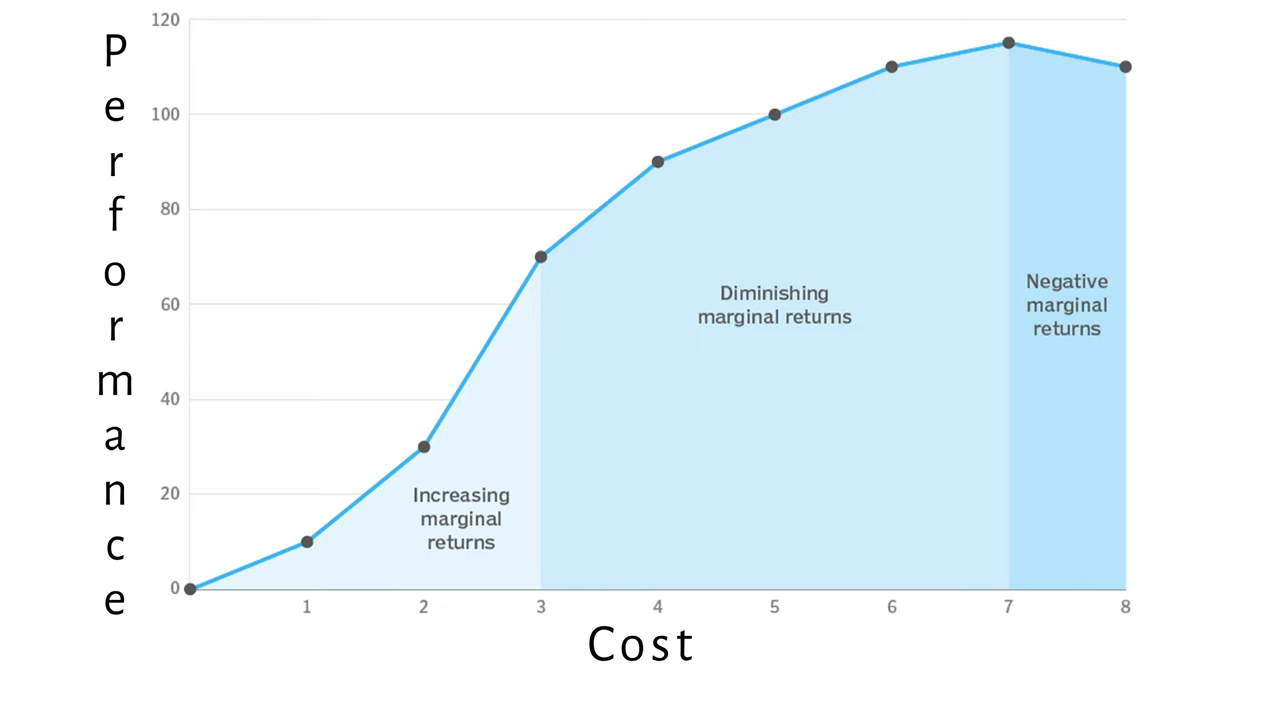 Performance
120
100
80
60
40
20
0
Increasing
marginal
returns
Diminishing
marginal returns
Negative
marginal
returns
1 2 3 4 5 6 7 8
Cost